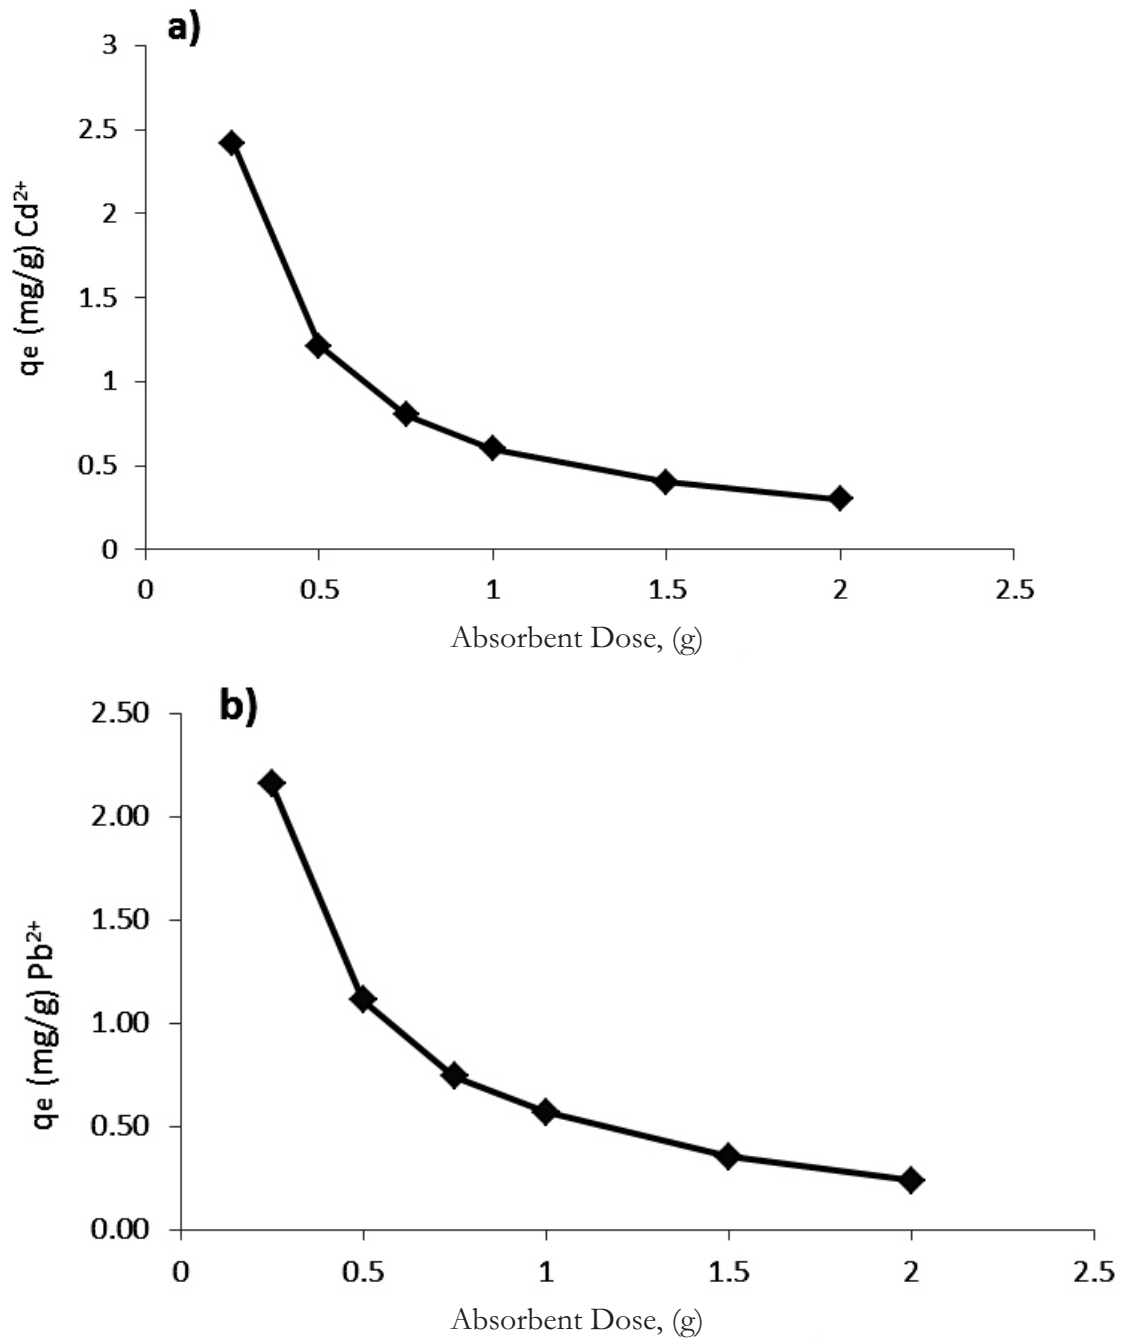 a)
3
2.5
2
1.5
1
0.5
0
qe (mg/g) Cd²⁺
0 0.5 1 1.5 2 2.5
Absorbent Dose, (g)
b)
2.50
2.00
1.50
1.00
0.50
0.00
qe (mg/g) Pb²⁺
0 0.5 1 1.5 2 2.5
Absorbent Dose, (g)